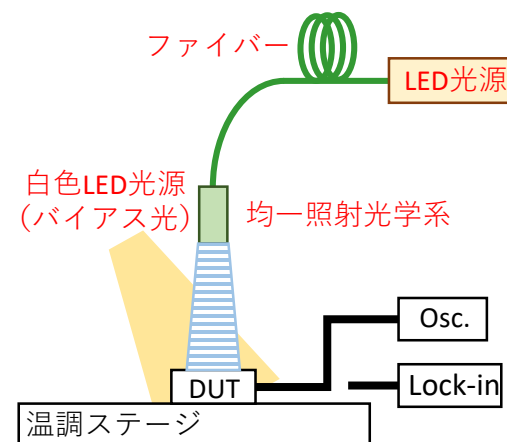 ファイバー
LED光源
白色LED光源
（バイアス光）
均一照射光学系
Osc.
DUT
Lock-in
温調ステージ